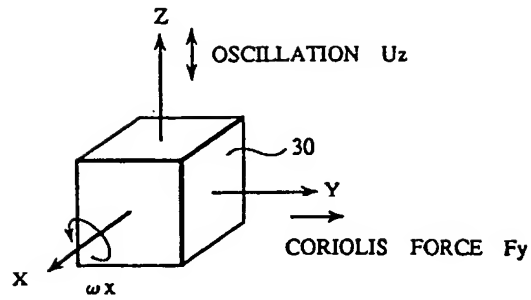 Z
OSCILLATION Uz
30
Y
CORIOLIS FORCE Fy
X
ωx